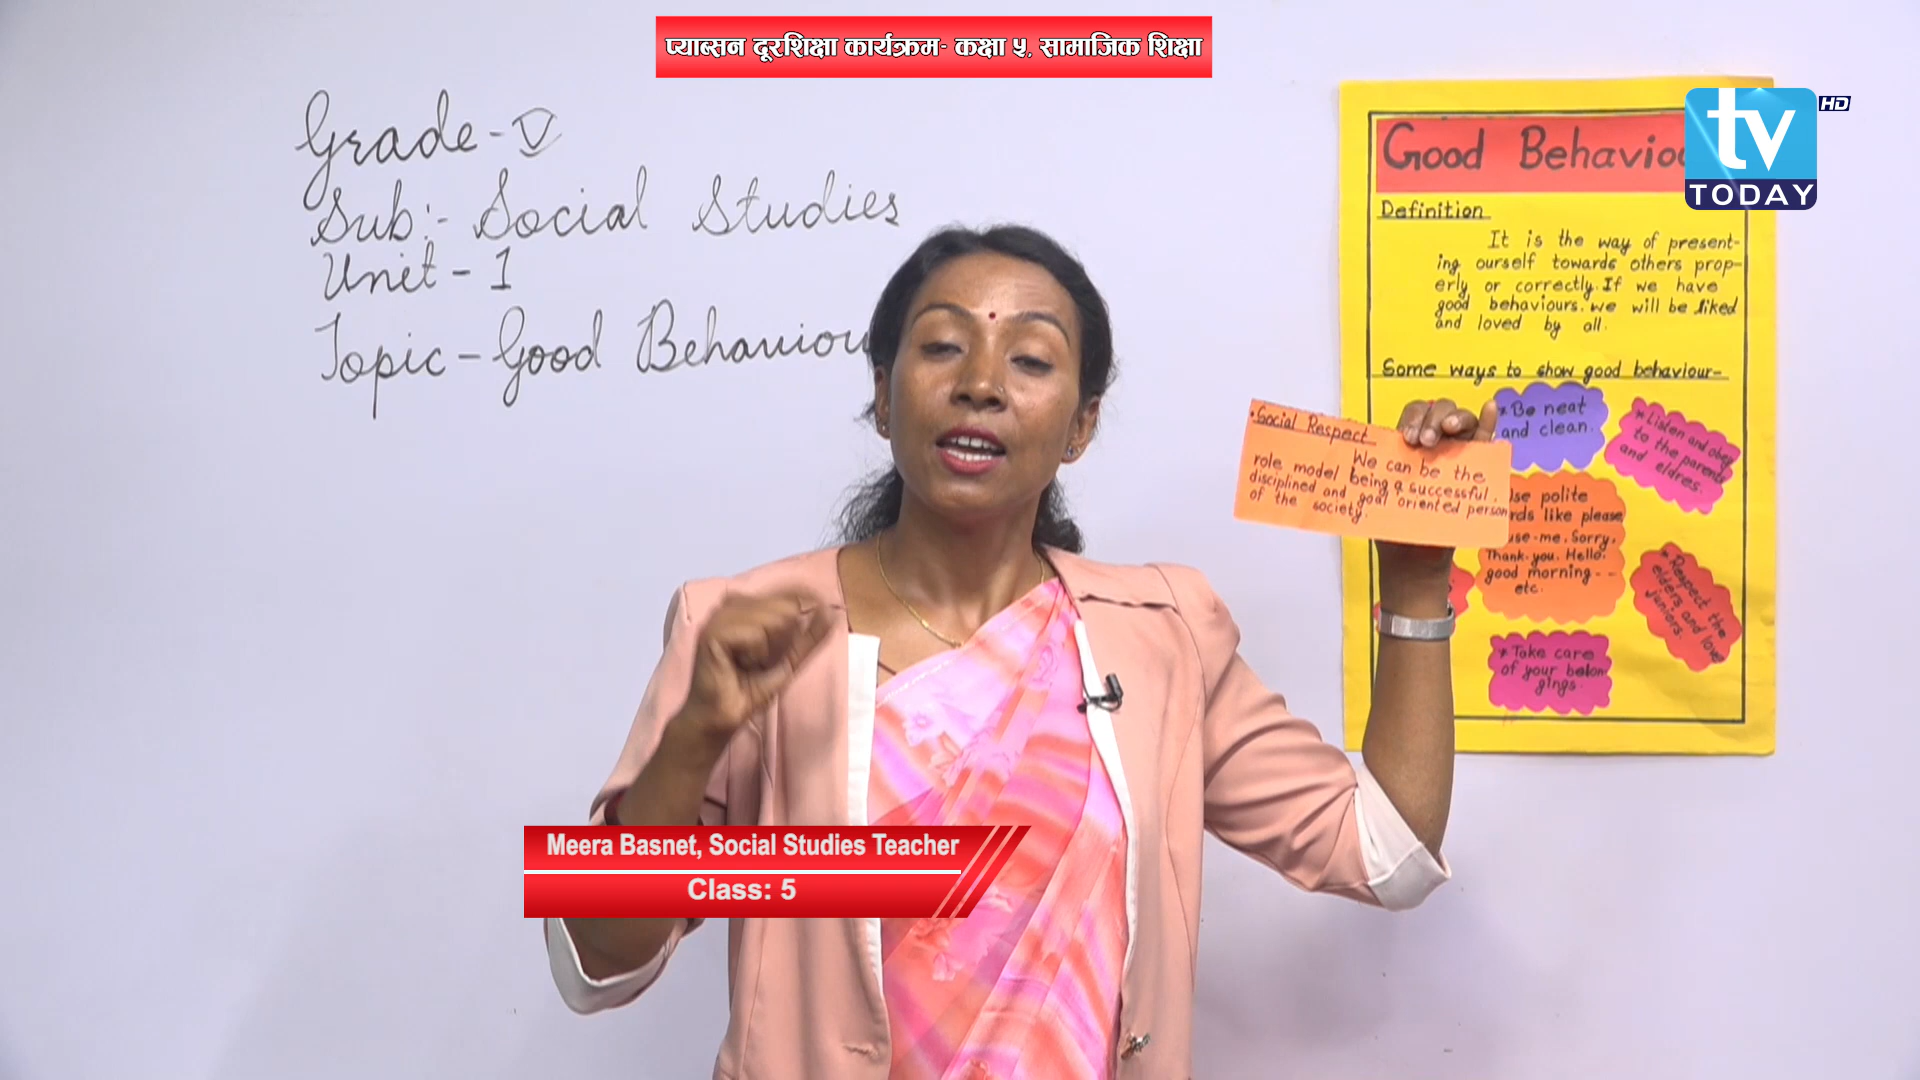 प्याब्सन दूरशिक्षा कार्यक्रम- कक्षा ५, सामाजिक शिक्षा
Grade - V
Sub:- Social Studies
Unit - 1
Topic - Good Behaviou
tv
TODAY
HD
Good Behaviou
Definition
It is the way of present-
ing ourself towards others prop-
erly or correctly. If we have
good behaviours. we will be liked
and loved by all.
Some ways to show good behaviour-
* Be neat
and clean.
* Listen and obey
to the parents
and eldres.
polite
like please,
me. Sorry,
Thank. you. Hello.
good morning - -
etc.
* Respect the
elders and love
juniors.
* Take care
of your belon
gings.
• Social Respect
We can be the
role model being a successful.
disciplined and goal oriented person
of the society.
Meera Basnet, Social Studies Teacher
Class: 5